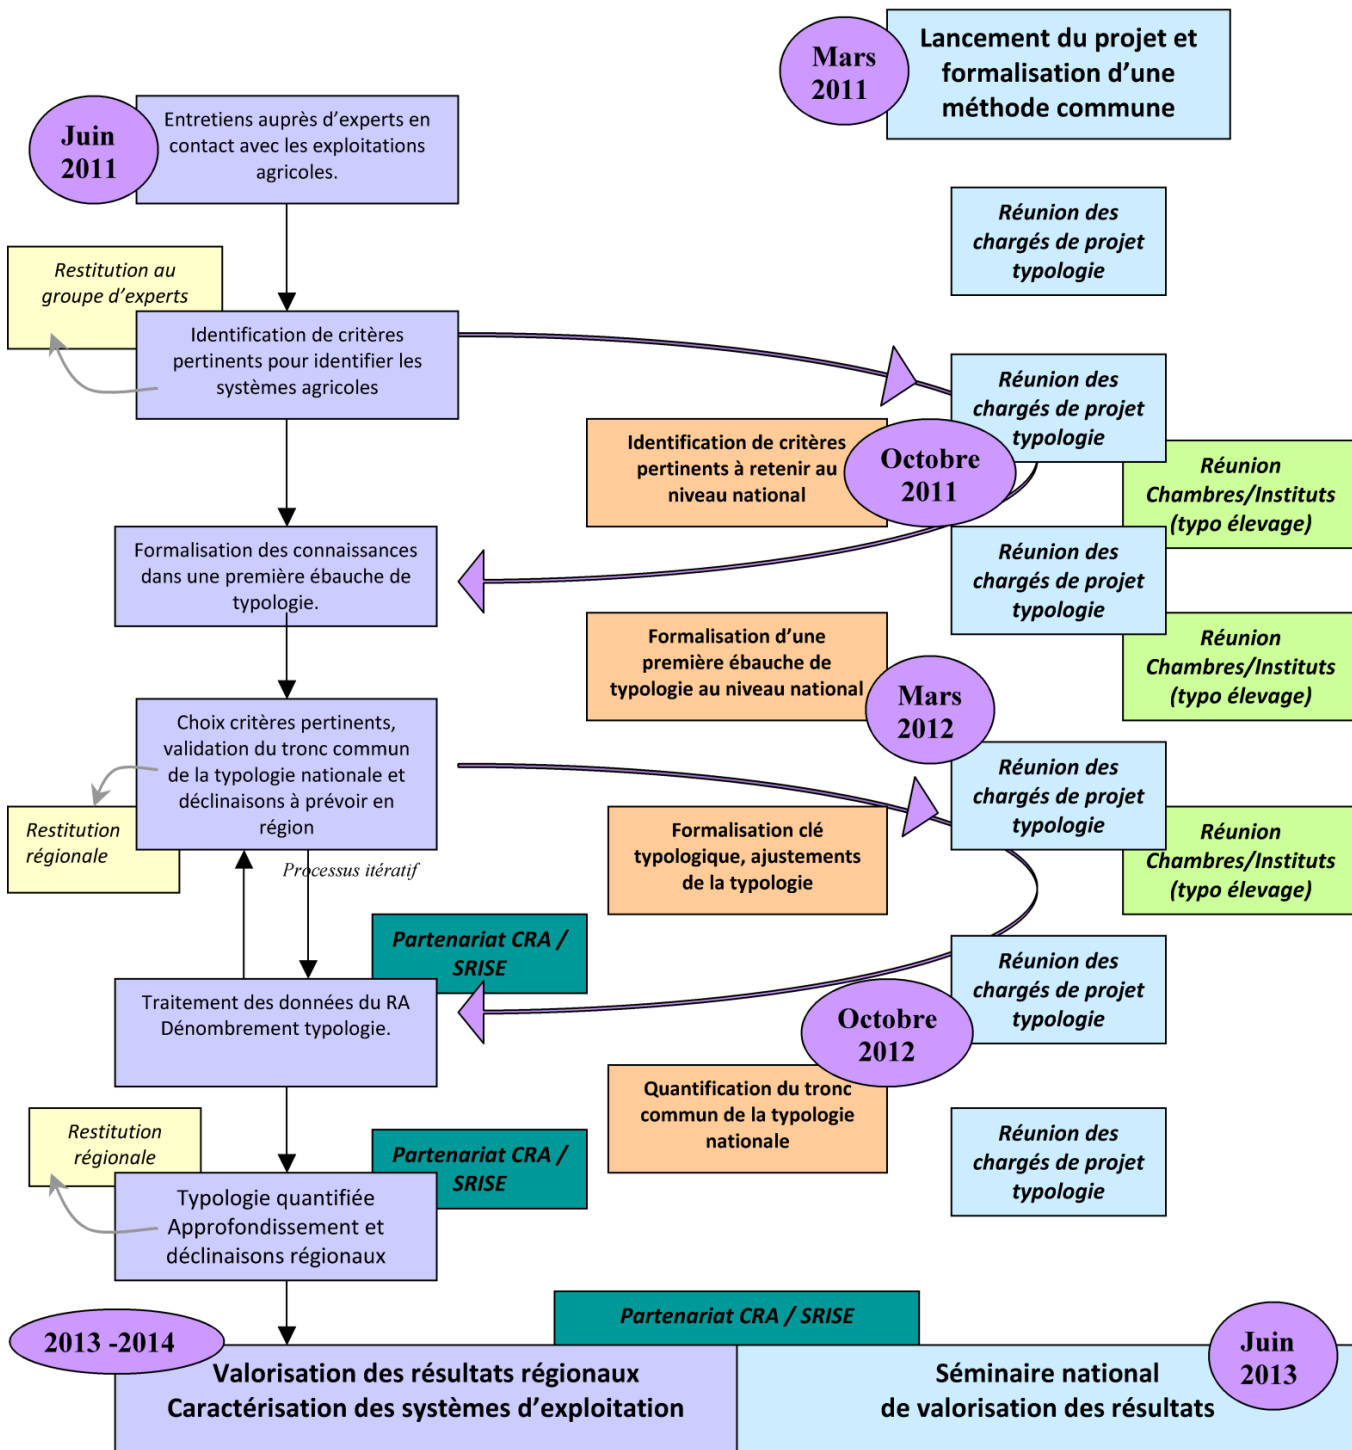 Mars
2011
Lancement du projet et
formalisation d’une
méthode commune
Juin
2011
Entretiens auprès d’experts en
contact avec les exploitations
agricoles.
Réunion des
chargés de projet
typologie
Restitution au
groupe d’experts
Identification de critères
pertinents pour identifier les
systèmes agricoles
Réunion des
chargés de projet
typologie
Identification de critères
pertinents à retenir au
niveau national
Octobre
2011
Réunion
Chambres/Instituts
(typo élevage)
Formalisation des connaissances
dans une première ébauche de
typologie.
Réunion des
chargés de projet
typologie
Formalisation d’une
première ébauche de
typologie au niveau national
Mars
2012
Réunion
Chambres/Instituts
(typo élevage)
Choix critères pertinents,
validation du tronc commun
de la typologie nationale et
déclinaisons à prévoir en
région
Réunion des
chargés de projet
typologie
Restitution
régionale
Processus itératif
Formalisation clé
typologique, ajustements
de la typologie
Réunion
Chambres/Instituts
(typo élevage)
Partenariat CRA /
SRISE
Traitement des données du RA
Dénombrement typologie.
Réunion des
chargés de projet
typologie
Octobre
2012
Quantification du tronc
commun de la typologie
nationale
Restitution
régionale
Partenariat CRA /
SRISE
Réunion des
chargés de projet
typologie
Typologie quantifiée
Approfondissement et
déclinaisons régionaux
Partenariat CRA / SRISE
2013 -2014
Valorisation des résultats régionaux
Caractérisation des systèmes d’exploitation
Séminaire national
de valorisation des résultats
Juin
2013